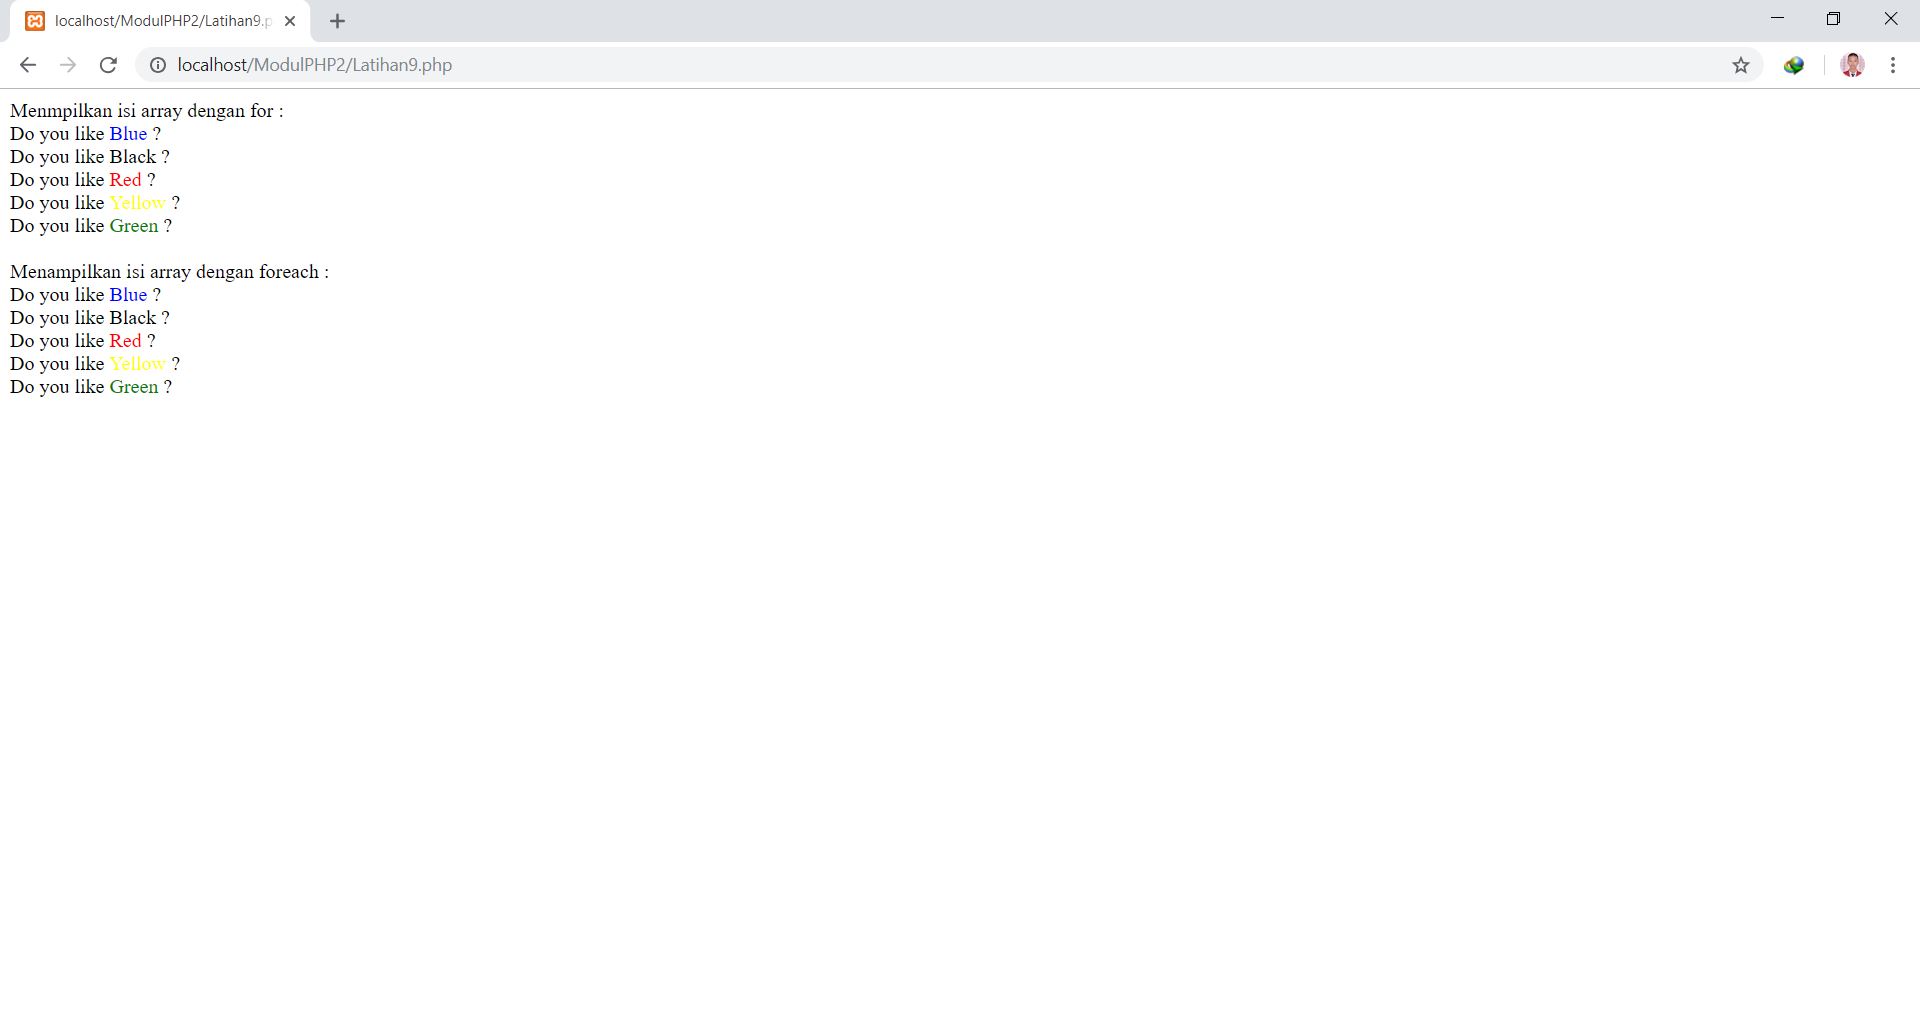 localhost/ModulPHP2/Latihan9.p
localhost/ModulPHP2/Latihan9.php
Menmpilkan isi array dengan for :
Do you like Blue ?
Do you like Black ?
Do you like Red ?
Do you like Yellow ?
Do you like Green ?
Menampilkan isi array dengan foreach :
Do you like Blue ?
Do you like Black ?
Do you like Red ?
Do you like Yellow ?
Do you like Green ?